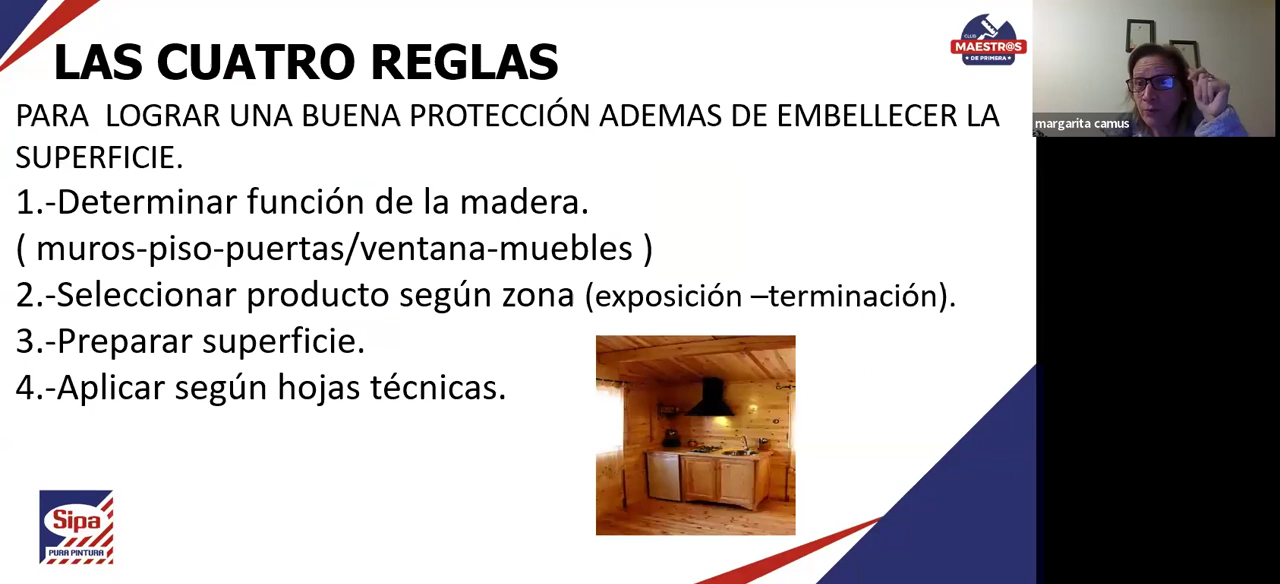 LAS CUATRO REGLAS
PARA LOGRAR UNA BUENA PROTECCIÓN ADEMAS DE EMBELLECER LA
SUPERFICIE.
1.-Determinar función de la madera.
( muros-piso-puertas/ventana-muebles )
2.-Seleccionar producto según zona (exposición –terminación).
3.-Preparar superficie.
4.-Aplicar según hojas técnicas.
CLUB
MAESTR@S
DE PRIMERA
margarita camus
Sipa
PURA PINTURA